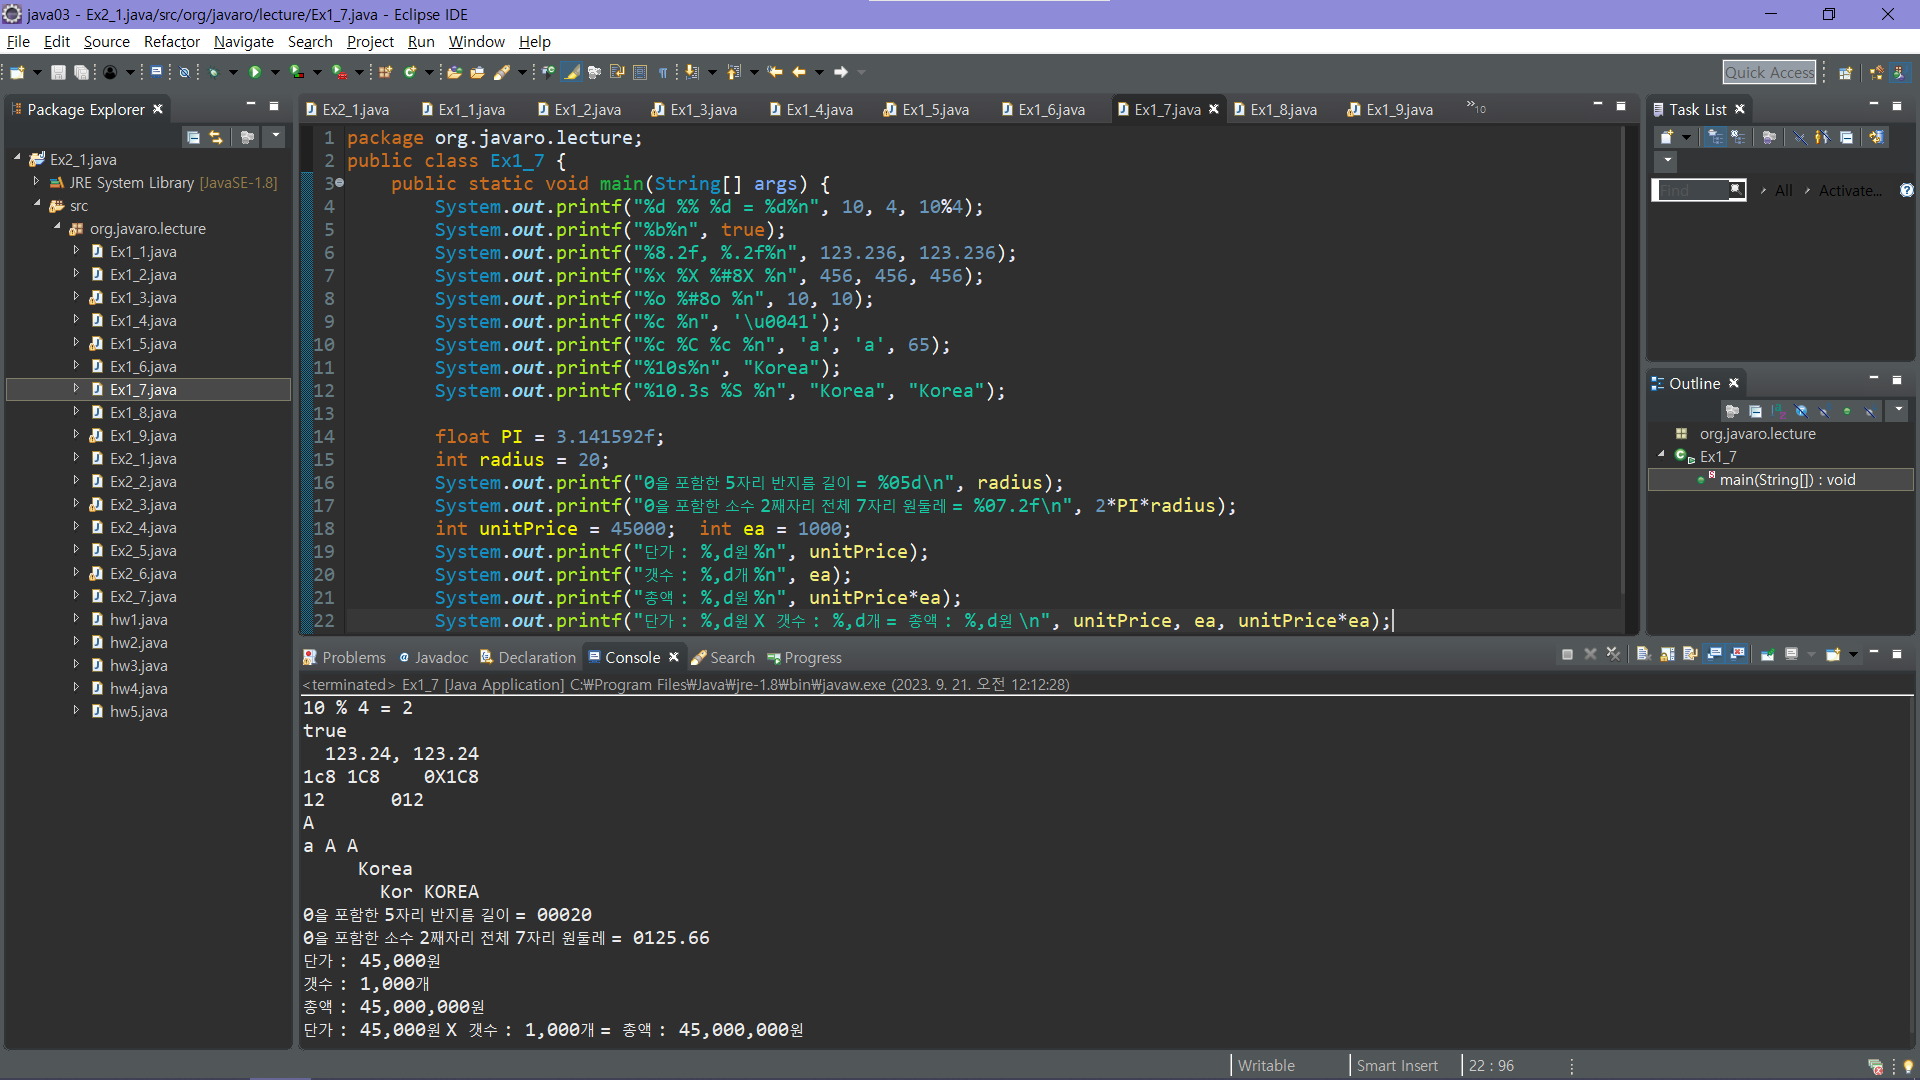 java03 - Ex2_1.java/src/org/javaro/lecture/Ex1_7.java - Eclipse IDE
File Edit Source Refactor Navigate Search Project Run Window Help
Quick Access
Package Explorer
Ex2_1.java
JRE System Library [JavaSE-1.8]
src
org.javaro.lecture
Ex1_1.java
Ex1_2.java
Ex1_3.java
Ex1_4.java
Ex1_5.java
Ex1_6.java
Ex1_7.java
Ex1_8.java
Ex1_9.java
Ex2_1.java
Ex2_2.java
Ex2_3.java
Ex2_4.java
Ex2_5.java
Ex2_6.java
Ex2_7.java
hw1.java
hw2.java
hw3.java
hw4.java
hw5.java
Ex2_1.java Ex1_1.java Ex1_2.java Ex1_3.java Ex1_4.java Ex1_5.java Ex1_6.java Ex1_7.java Ex1_8.java Ex1_9.java »10
1 package org.javaro.lecture;
2 public class Ex1_7 {
3     public static void main(String[] args) {
4         System.out.printf("%d %% %d = %d%n", 10, 4, 10%4);
5         System.out.printf("%b%n", true);
6         System.out.printf("%8.2f, %.2f%n", 123.236, 123.236);
7         System.out.printf("%x %X %#8X %n", 456, 456, 456);
8         System.out.printf("%o %#8o %n", 10, 10);
9         System.out.printf("%c %n", '\u0041');
10         System.out.printf("%c %C %c %n", 'a', 'a', 65);
11         System.out.printf("%10s%n", "Korea");
12         System.out.printf("%10.3s %S %n", "Korea", "Korea");
13
14         float PI = 3.141592f;
15         int radius = 20;
16         System.out.printf("0을 포함한 5자리 반지름 길이 = %05d\n", radius);
17         System.out.printf("0을 포함한 소수 2째자리 전체 7자리 원둘레 = %07.2f\n", 2*PI*radius);
18         int unitPrice = 45000;  int ea = 1000;
19         System.out.printf("단가 : %,d원 %n", unitPrice);
20         System.out.printf("갯수 : %,d개 %n", ea);
21         System.out.printf("총액 : %,d원 %n", unitPrice*ea);
22         System.out.printf("단가 : %,d원 X 갯수 : %,d개 = 총액 : %,d원 \n", unitPrice, ea, unitPrice*ea);
Task List
Find All Activate...
Outline
org.javaro.lecture
Ex1_7
main(String[]) : void
Problems Javadoc Declaration Console Search Progress
<terminated> Ex1_7 [Java Application] C:₩Program Files₩Java₩jre-1.8₩bin₩javaw.exe (2023. 9. 21. 오전 12:12:28)
10 % 4 = 2
true
  123.24, 123.24
1c8 1C8    0X1C8
12      012
A
a A A
     Korea
       Kor KOREA
0을 포함한 5자리 반지름 길이 = 00020
0을 포함한 소수 2째자리 전체 7자리 원둘레 = 0125.66
단가 : 45,000원
갯수 : 1,000개
총액 : 45,000,000원
단가 : 45,000원 X 갯수 : 1,000개 = 총액 : 45,000,000원
Writable Smart Insert 22 : 96